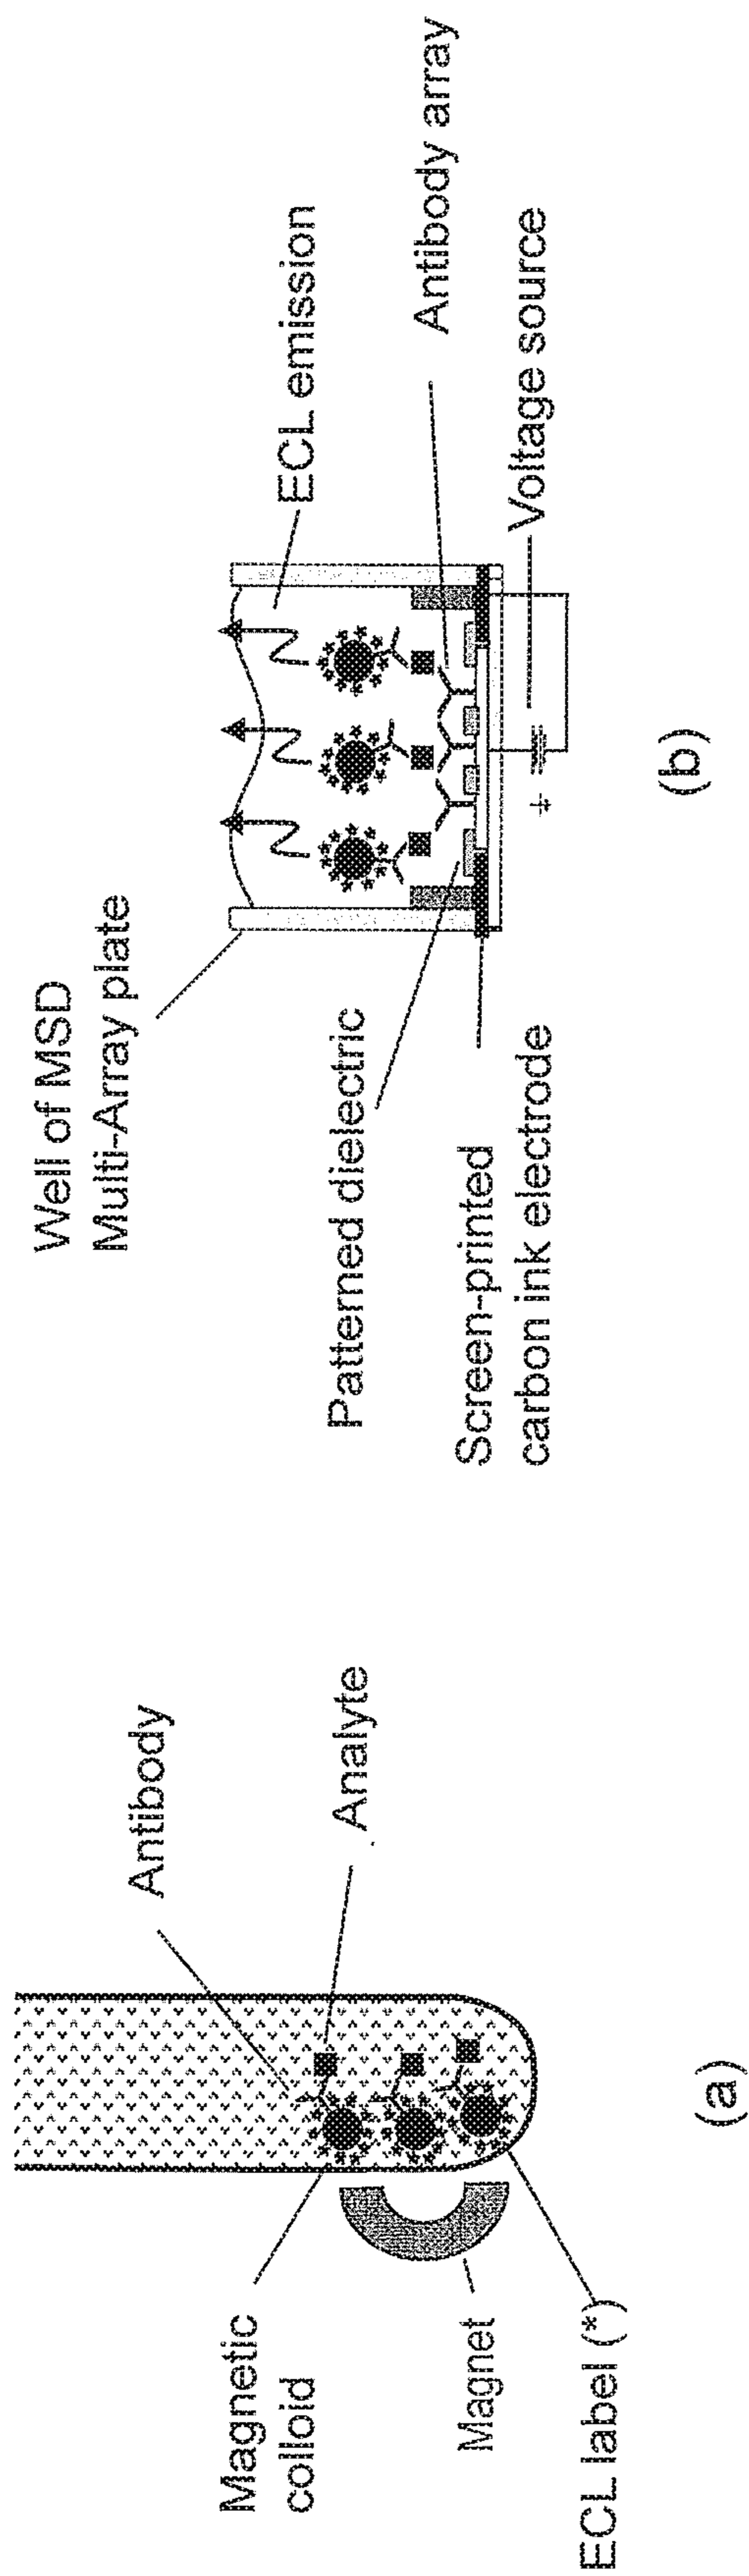 Magnetic
colloid
Antibody
Analyte
Magnet
ECL label (*)
(a)
Well of MSD
Multi-Array plate
ECL emission
Patterned dielectric
Antibody array
Screen-printed
carbon ink electrode
Voltage source
+
(b)